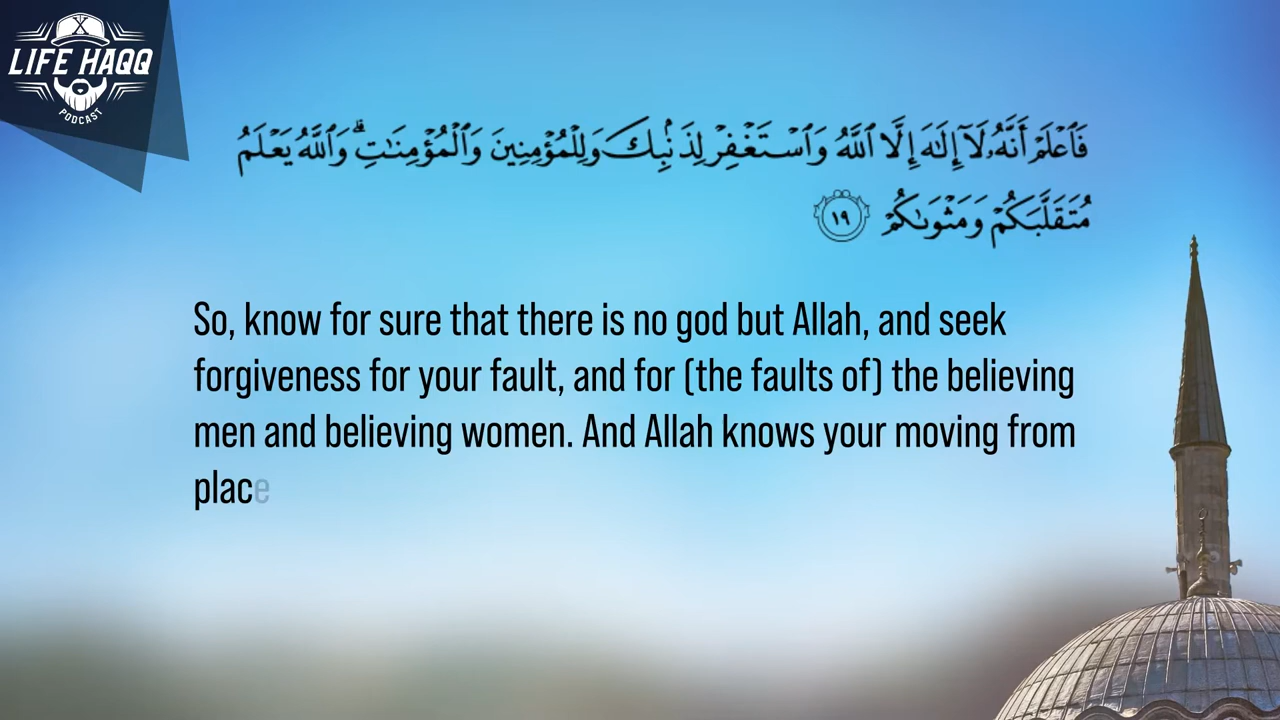 LIFE HAQQ
PODCAST
فَٱعۡلَمۡ أَنَّهُۥ لَآ إِلَٰهَ إِلَّا ٱللَّهُ وَٱسۡتَغۡفِرۡ لِذَنۢبِكَ وَلِلۡمُؤۡمِنِينَ وَٱلۡمُؤۡمِنَٰتِۗ وَٱللَّهُ يَعۡلَمُ
مُتَقَلَّبَكُمۡ وَمَثۡوَىٰكُمۡ ١٩
So, know for sure that there is no god but Allah, and seek
forgiveness for your fault, and for (the faults of) the believing
men and believing women. And Allah knows your moving from
place